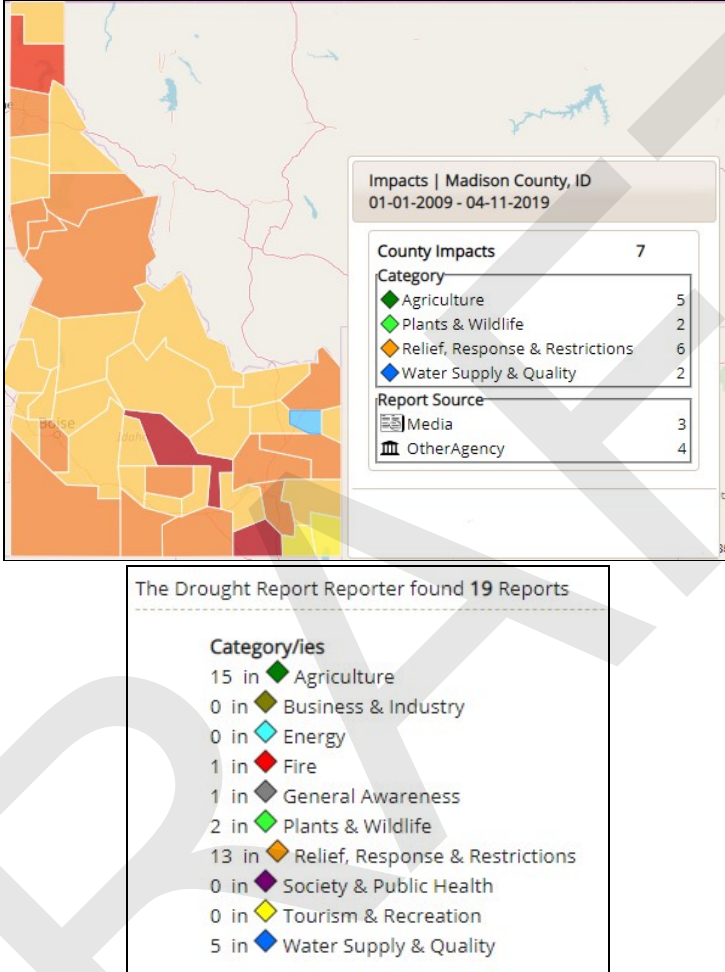 Impacts | Madison County, ID
01-01-2009 - 04-11-2019
County Impacts 7
Category
Agriculture 5
Plants & Wildlife 2
Relief, Response & Restrictions 6
Water Supply & Quality 2
Report Source
Media 3
OtherAgency 4
Boise
Idaho
The Drought Report Reporter found 19 Reports
Category/ies
15 in Agriculture
0 in Business & Industry
0 in Energy
1 in Fire
1 in General Awareness
2 in Plants & Wildlife
13 in Relief, Response & Restrictions
0 in Society & Public Health
0 in Tourism & Recreation
5 in Water Supply & Quality